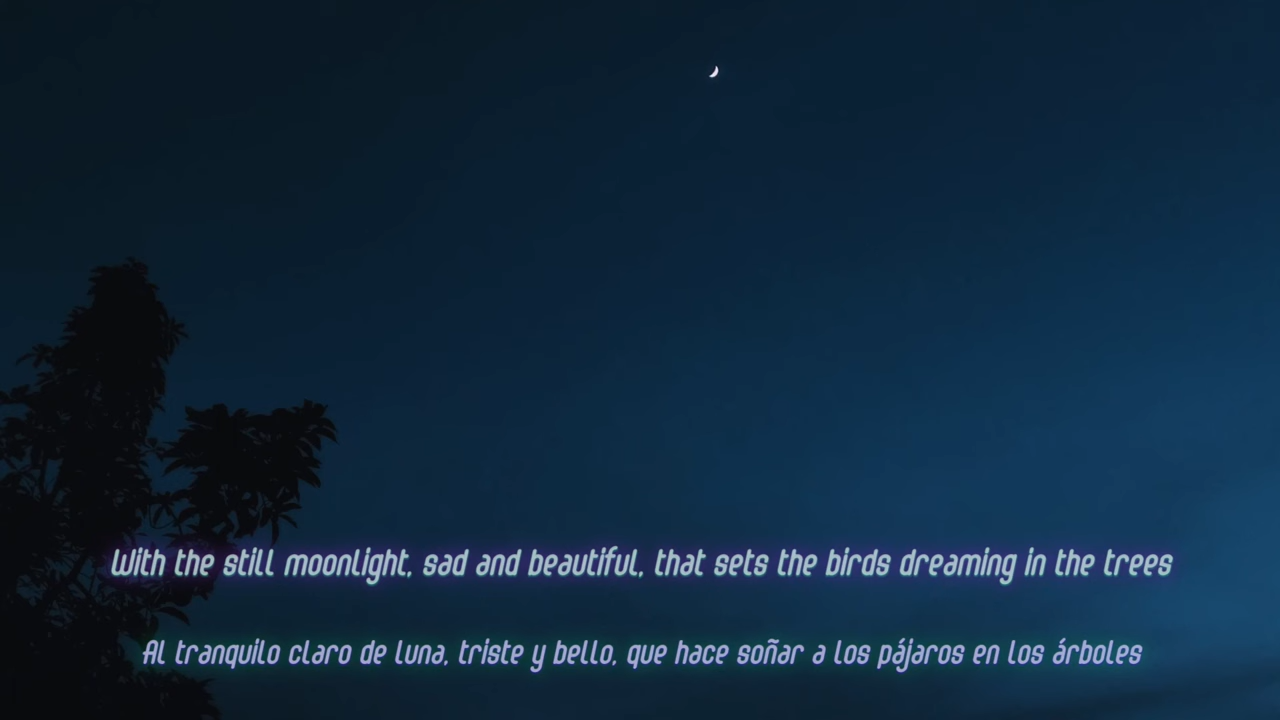 With the still moonlight, sad and beautiful, that sets the birds dreaming in the trees
Al tranquilo claro de luna, triste y bello, que hace soñar a los pájaros en los árboles